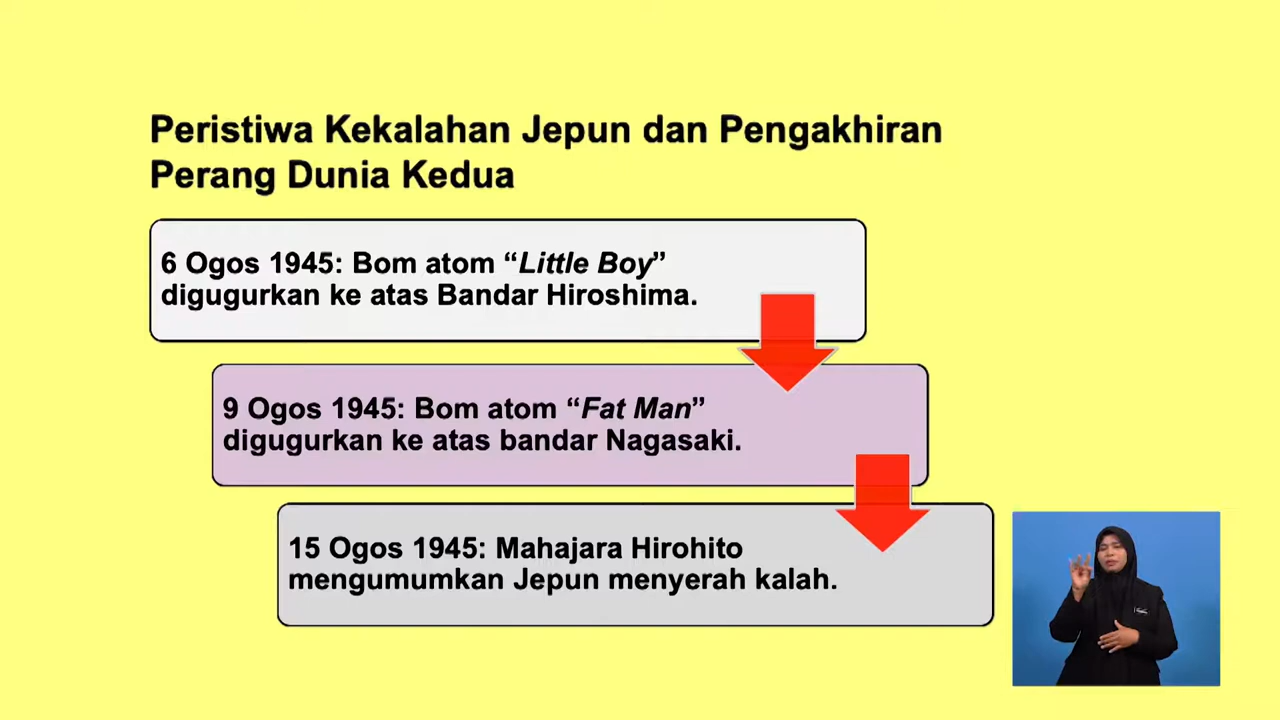 Peristiwa Kekalahan Jepun dan Pengakhiran
Perang Dunia Kedua
6 Ogos 1945: Bom atom “Little Boy”
digugurkan ke atas Bandar Hiroshima.
9 Ogos 1945: Bom atom “Fat Man”
digugurkan ke atas bandar Nagasaki.
15 Ogos 1945: Mahajara Hirohito
mengumumkan Jepun menyerah kalah.